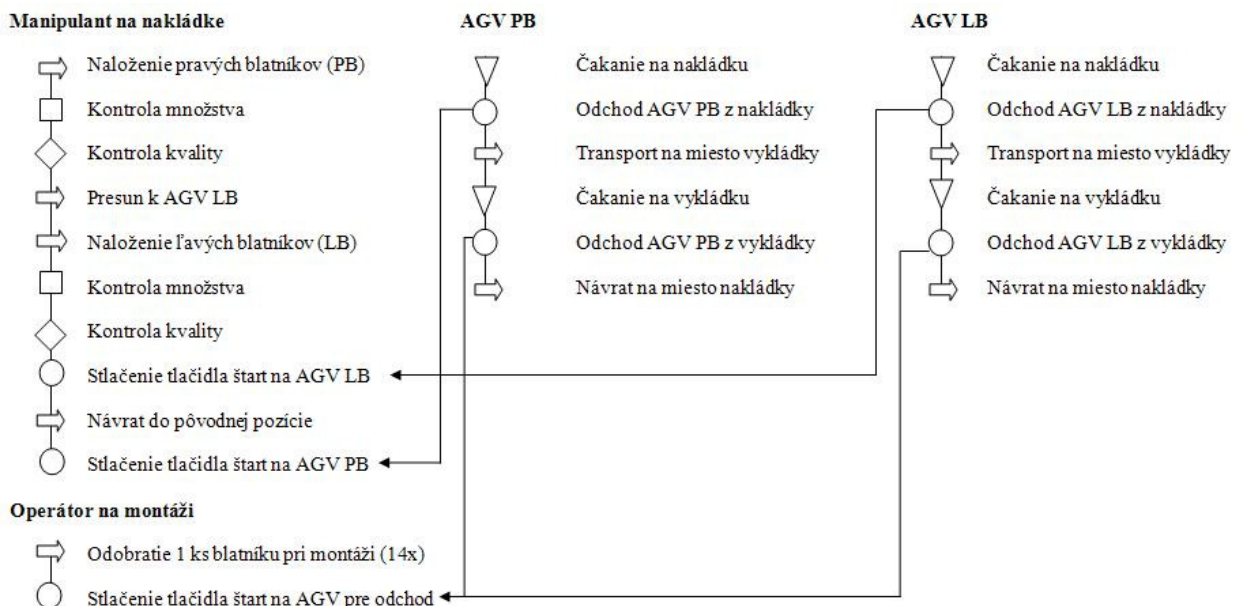 Manipulant na nakládke
Naloženie pravých blatníkov (PB)
Kontrola množstva
Kontrola kvality
Presun k AGV LB
Naloženie ľavých blatníkov (LB)
Kontrola množstva
Kontrola kvality
Stlačenie tlačidla štart na AGV LB
Návrat do pôvodnej pozície
Stlačenie tlačidla štart na AGV PB
Operátor na montáži
Odobratie 1 ks blatníku pri montáži (14x)
Stlačenie tlačidla štart na AGV pre odchod
AGV PB
Čakanie na nakládku
Odchod AGV PB z nakládky
Transport na miesto vykládky
Čakanie na vykládku
Odchod AGV PB z vykládky
Návrat na miesto nakládky
AGV LB
Čakanie na nakládku
Odchod AGV LB z nakládky
Transport na miesto vykládky
Čakanie na vykládku
Odchod AGV LB z vykládky
Návrat na miesto nakládky